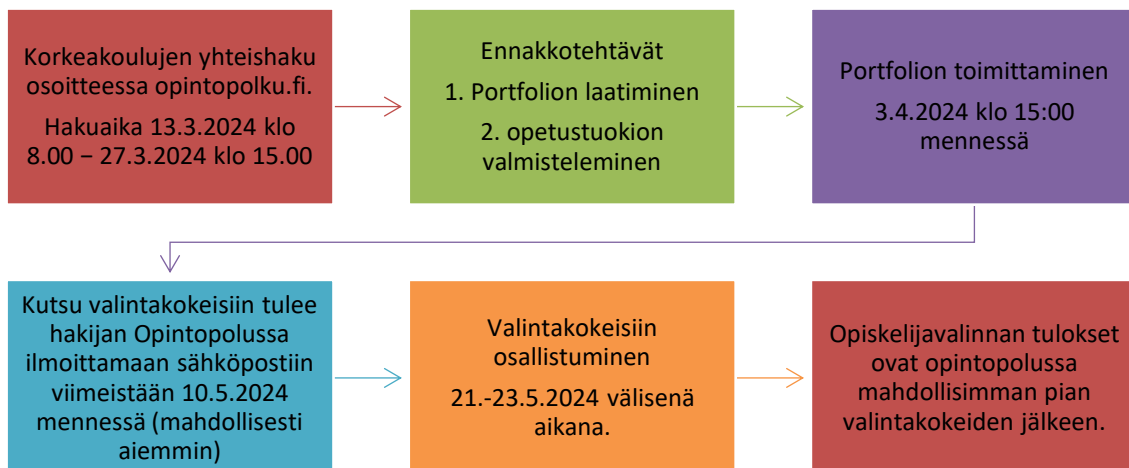 Korkeakoulujen yhteishaku
osoitteessa opintopolku.fi.
Hakuaika 13.3.2024 klo
8.00 – 27.3.2024 klo 15.00
Ennakkotehtävät
1. Portfolion laatiminen
2. opetustuokion
valmisteleminen
Portfolion toimittaminen
3.4.2024 klo 15:00
mennessä
Kutsu valintakokeisiin tulee
hakijan Opintopolussa
ilmoittamaan sähköpostiin
viimeistään 10.5.2024
mennessä (mahdollisesti
aiemmin)
Valintakokeisiin
osallistuminen
21.-23.5.2024 välisenä
aikana.
Opiskelijavalinnan tulokset
ovat opintopolussa
mahdollisimman pian
valintakokeiden jälkeen.